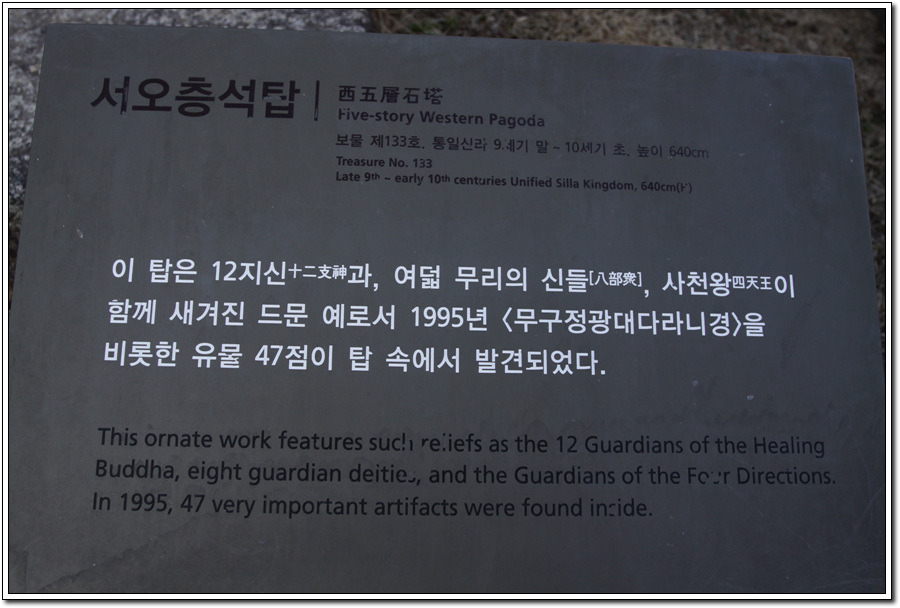 서오층석탑 | 西五層石塔
Five-story Western Pagoda
보물 제133호. 통일신라 9세기 말 ~ 10세기 초. 높이 640cm
Treasure No. 133
Late 9th ~ early 10th centuries Unified Silla Kingdom, 640cm(H)
이 탑은 12지신十二支神과, 여덟 무리의 신들[八部衆], 사천왕四天王이
함께 새겨진 드문 예로서 1995년 〈무구정광대다라니경〉을
비롯한 유물 47점이 탑 속에서 발견되었다.
This ornate work features such reliefs as the 12 Guardians of the Healing
Buddha, eight guardian deities, and the Guardians of the Four Directions.
In 1995, 47 very important artifacts were found inside.